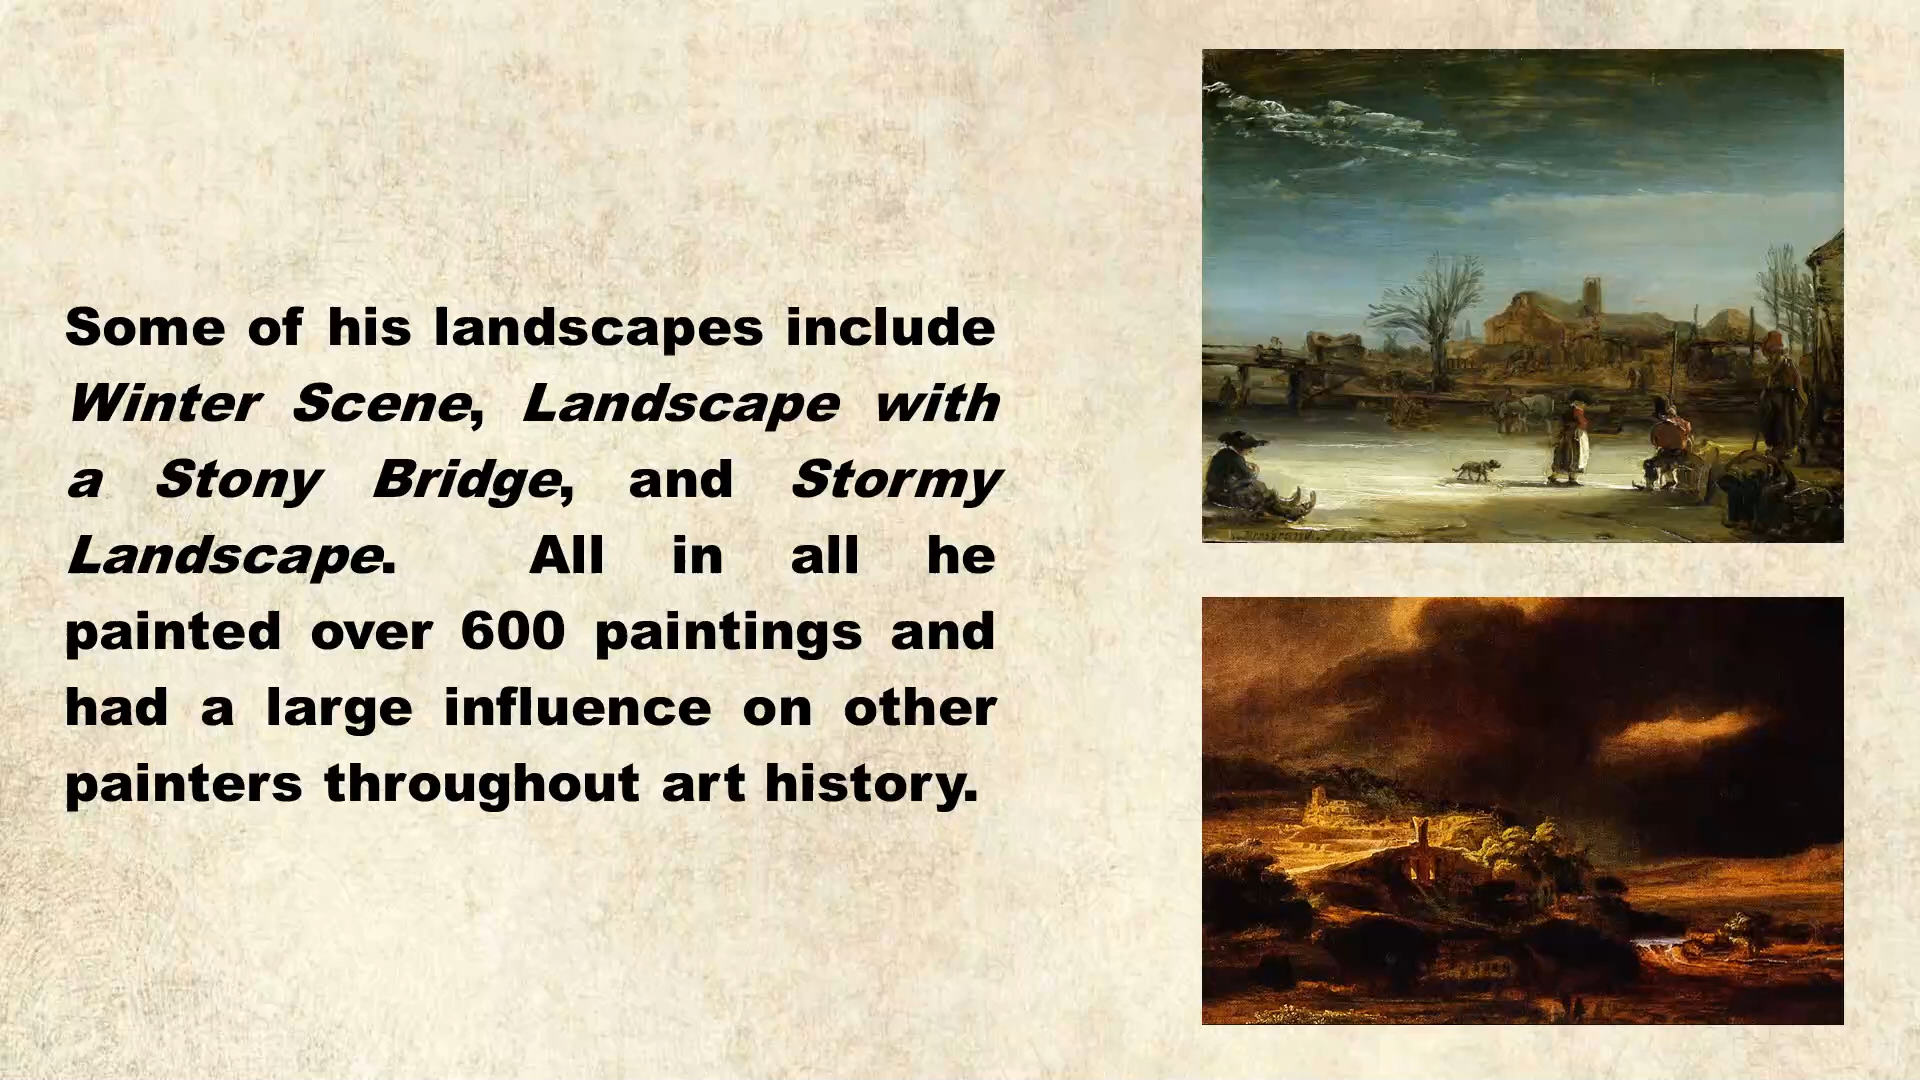 Some of his landscapes include
Winter Scene, Landscape with
a Stony Bridge, and Stormy
Landscape. All in all he
painted over 600 paintings and
had a large influence on other
painters throughout art history.